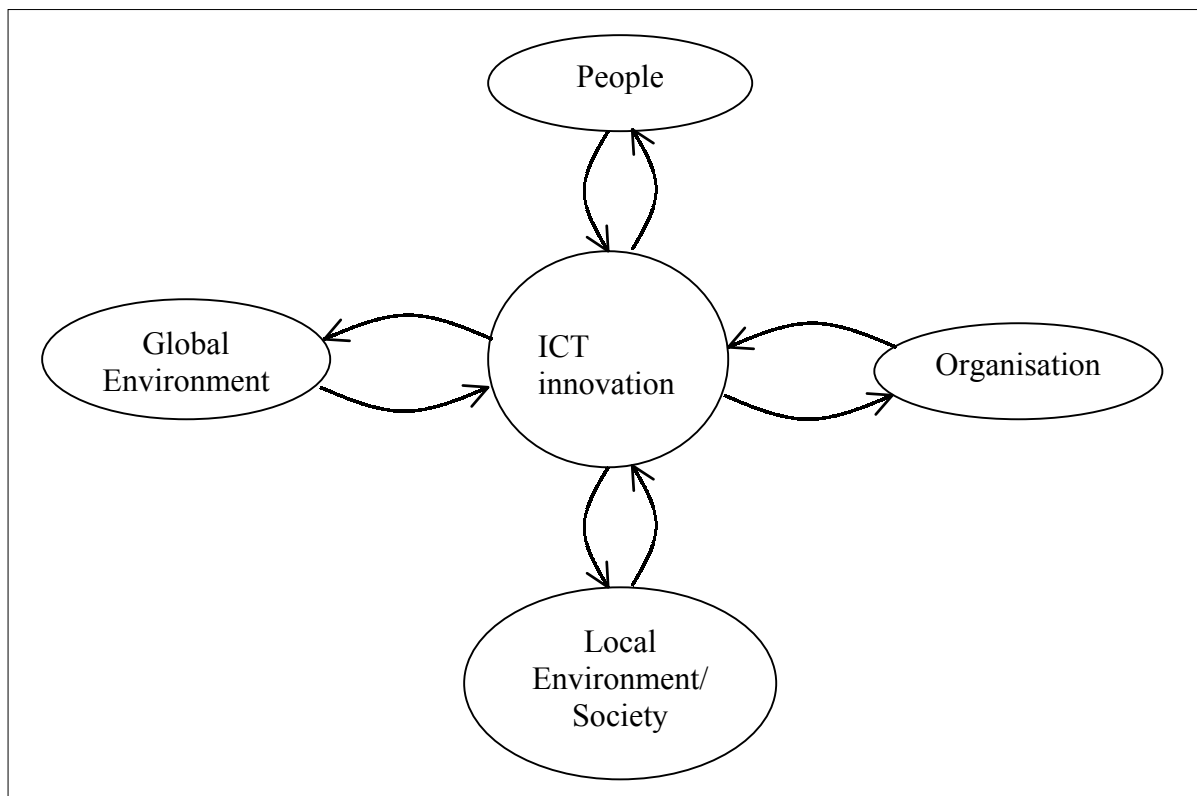 People
Global
Environment
ICT
innovation
Organisation
Local
Environment/
Society